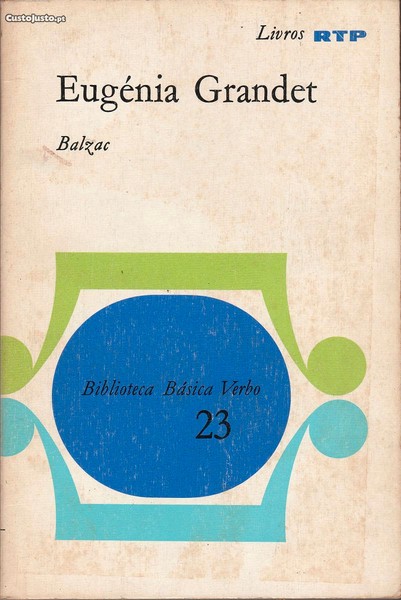 CustoJusto.pt
Livros RTP
Eugénia Grandet
Balzac
Biblioteca Básica Verbo
23